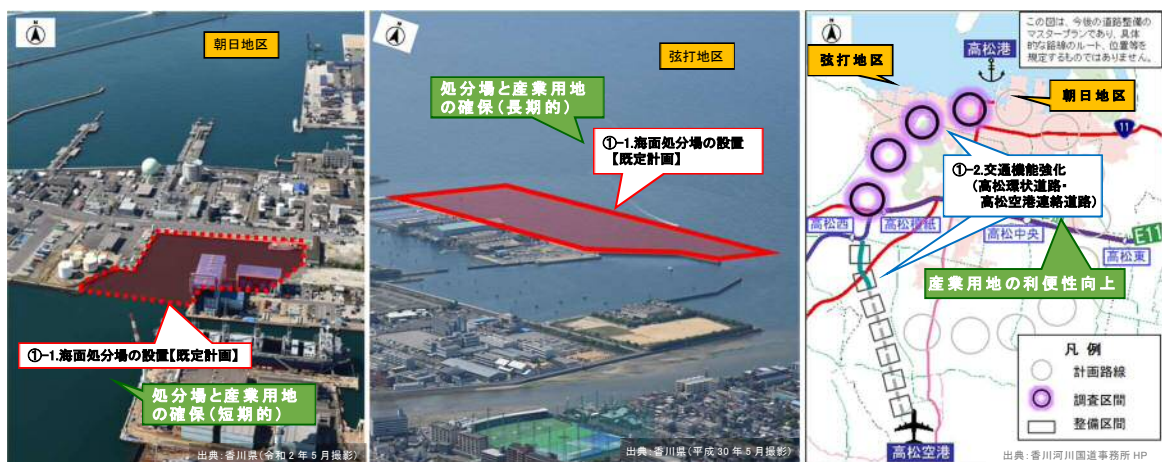 朝日地区
①-1.海面処分場の設置【既定計画】
処分場と産業用地
の確保(短期的)
出典:香川県(令和2年5月撮影)
弦打地区
処分場と産業用地
の確保(長期的)
①-1.海面処分場の設置
【既定計画】
出典:香川県(平成30年5月撮影)
この図は、今後の道路整備の
マスタープランであり、具体
的な路線のルート、位置等を
規定するものではありません。
高松港
弦打地区
朝日地区
11
①-2.交通機能強化
(高松環状道路・
高松空港連絡道路)
高松西
高松檀紙
高松中央
高松東
E11
産業用地の利便性向上
凡例
計画路線
調査区間
整備区間
高松空港
出典:香川河川国道事務所HP